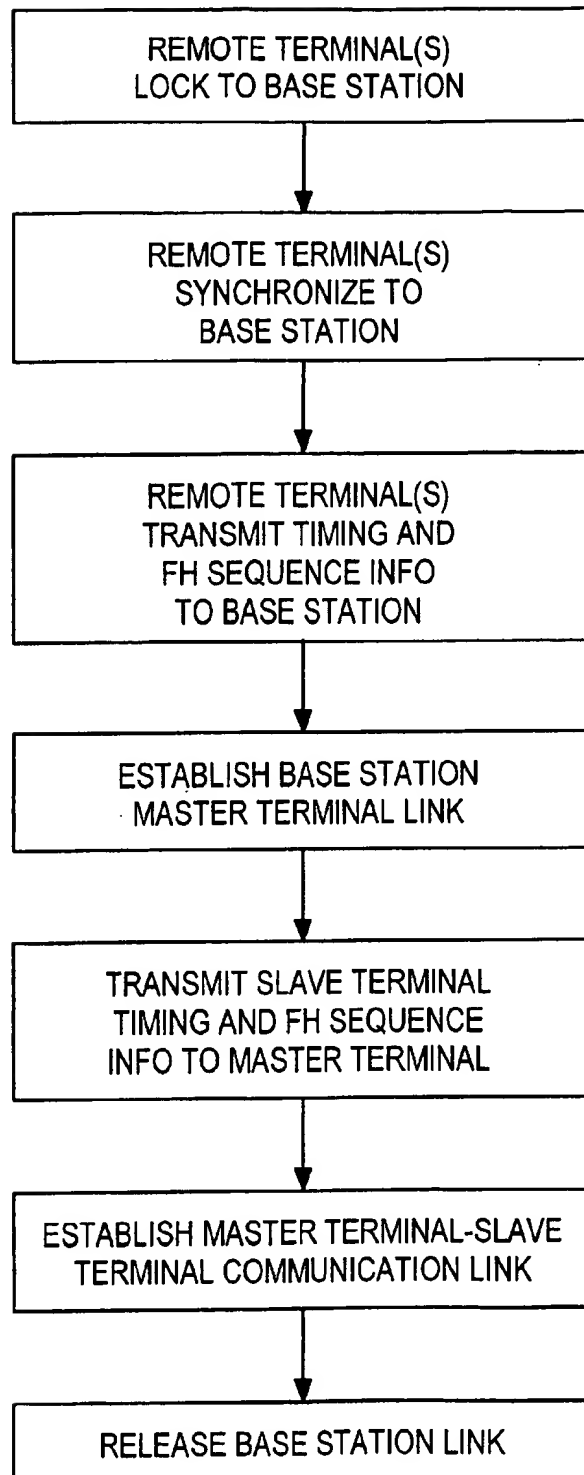 REMOTE TERMINAL(S)
LOCK TO BASE STATION
REMOTE TERMINAL(S)
SYNCHRONIZE TO
BASE STATION
REMOTE TERMINAL(S)
TRANSMIT TIMING AND
FH SEQUENCE INFO
TO BASE STATION
ESTABLISH BASE STATION
MASTER TERMINAL LINK
TRANSMIT SLAVE TERMINAL
TIMING AND FH SEQUENCE
INFO TO MASTER TERMINAL
ESTABLISH MASTER TERMINAL-SLAVE
TERMINAL COMMUNICATION LINK
RELEASE BASE STATION LINK